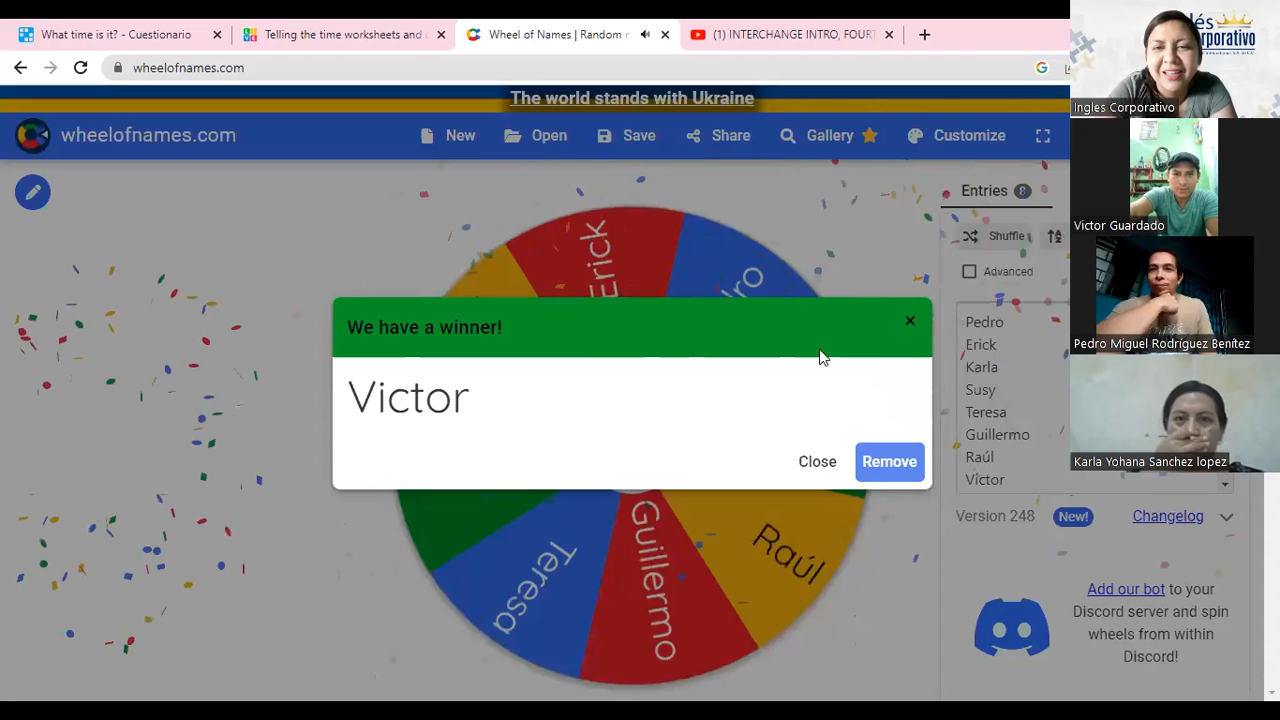 What time is it? - Cuestionario
Telling the time worksheets and
Wheel of Names | Random
(1) INTERCHANGE INTRO, FOURT
wheelofnames.com
The world stands with Ukraine
wheelofnames.com
New
Open
Save
Share
Gallery
Customize
Entries 8
Shuffle
Advanced
Pedro
Erick
Karla
Susy
Teresa
Guillermo
Raúl
Víctor
Erick
dro
We have a winner!
Victor
Close
Remove
Raúl
Guillermo
Teresa
Version 248
New!
Changelog
Add our bot to your
Discord server and spin
wheels from within
Discord!
Ingles Corporativo
Victor Guardado
Pedro Miguel Rodríguez Benítez
Karla Yohana Sanchez lopez